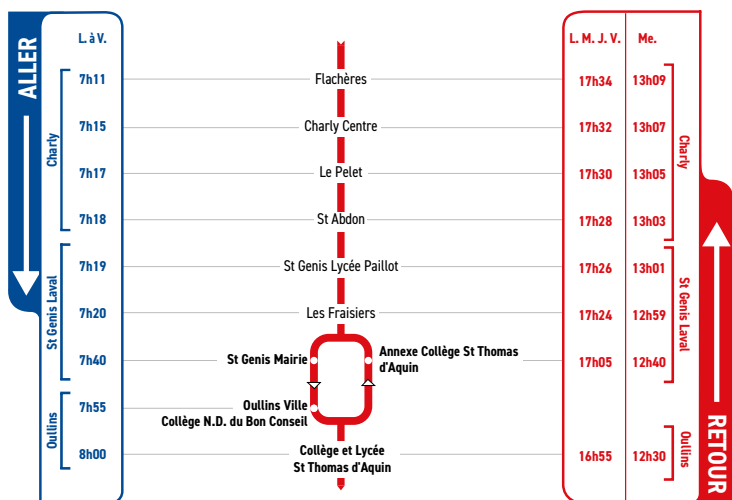 ALLER
L. à V.
L. M. J. V. Me.
7h11 Flachères 17h34 13h09
7h15 Charly Centre 17h32 13h07
Charly
Charly
7h17 Le Pelet 17h30 13h05
7h18 St Abdon 17h28 13h03
7h19 St Genis Lycée Paillot 17h26 13h01
St Genis Laval
St Genis Laval
7h20 Les Fraisiers 17h24 12h59
7h40 St Genis Mairie Annexe Collège St Thomas 17h05 12h40
d'Aquin
7h55 Oullins Ville
Collège N.D. du Bon Conseil
Oullins
Oullins
8h00 Collège et Lycée 16h55 12h30
St Thomas d'Aquin
RETOUR